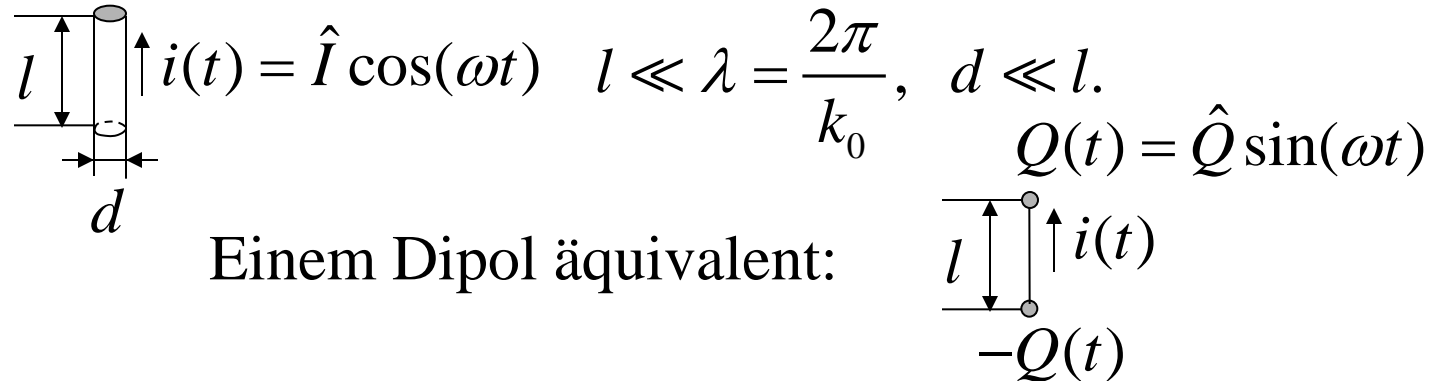 l
i(t) = Î cos(ωt)   l ≪ λ = 2π/k₀,   d ≪ l.
d
Q(t) = Q̂ sin(ωt)
Einem Dipol äquivalent:
l
i(t)
−Q(t)